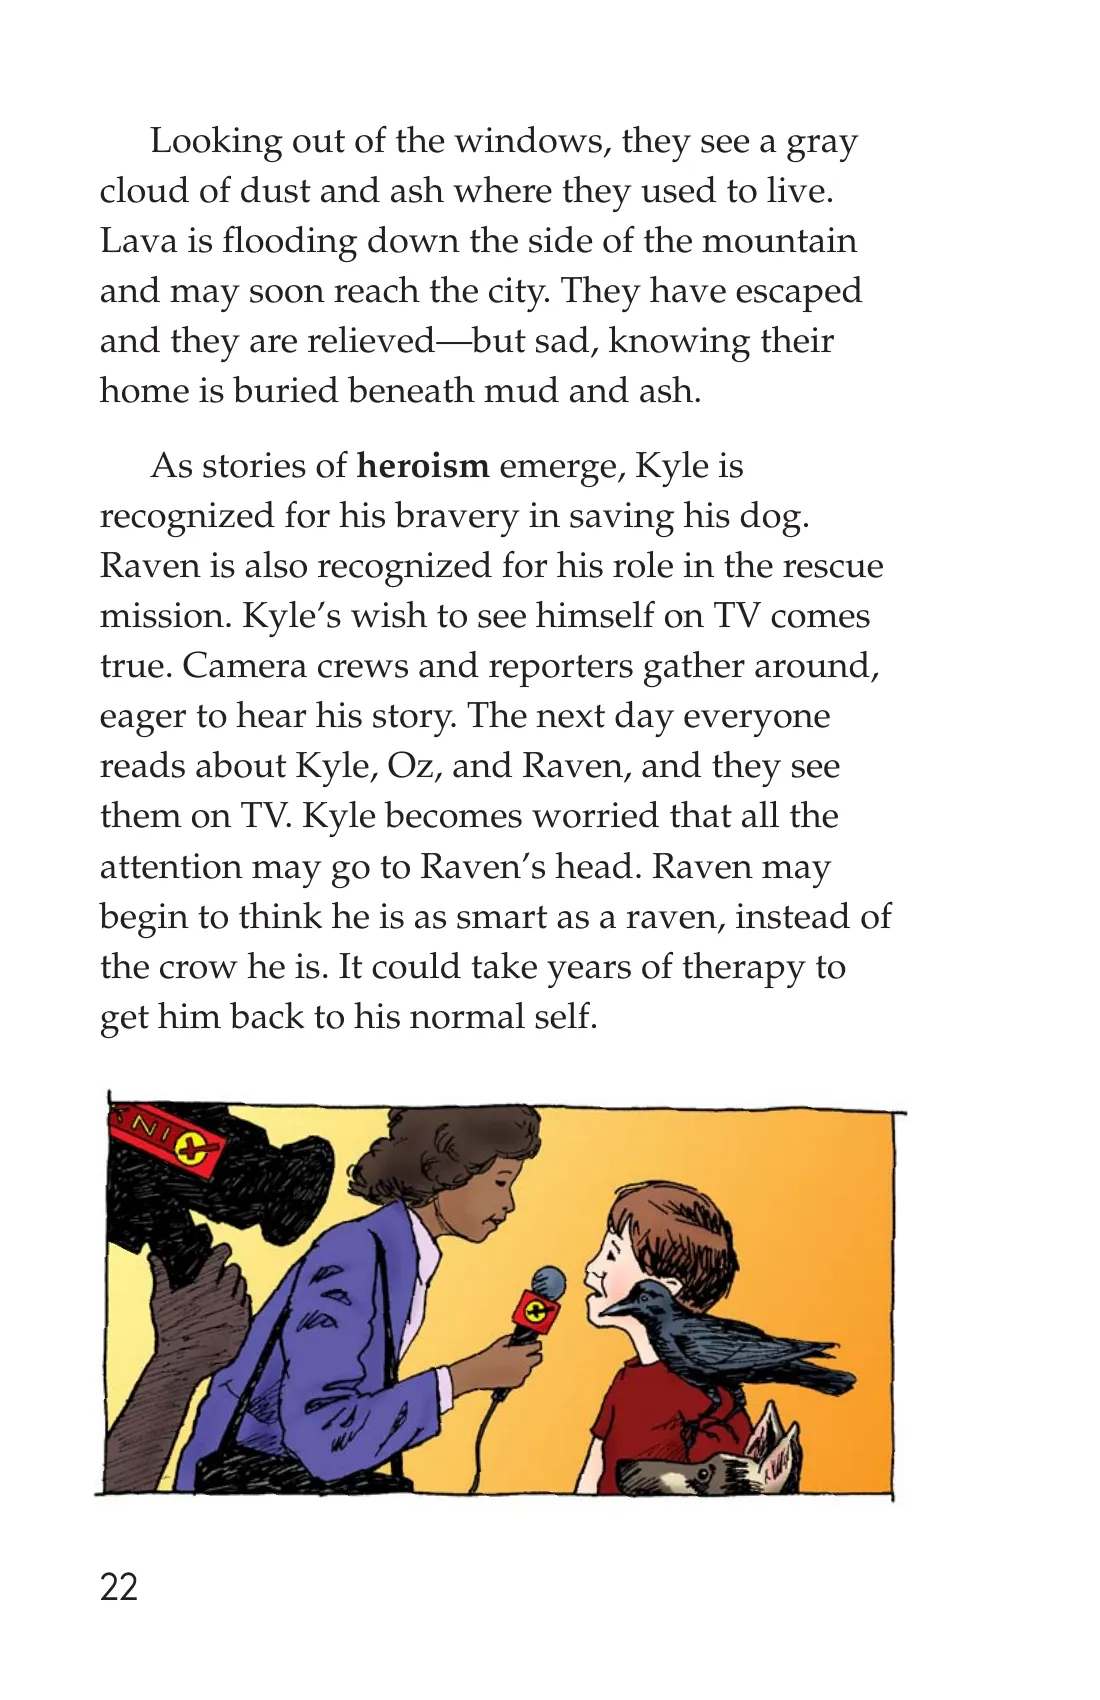 Looking out of the windows, they see a gray
cloud of dust and ash where they used to live.
Lava is flooding down the side of the mountain
and may soon reach the city. They have escaped
and they are relieved—but sad, knowing their
home is buried beneath mud and ash.
As stories of heroism emerge, Kyle is
recognized for his bravery in saving his dog.
Raven is also recognized for his role in the rescue
mission. Kyle’s wish to see himself on TV comes
true. Camera crews and reporters gather around,
eager to hear his story. The next day everyone
reads about Kyle, Oz, and Raven, and they see
them on TV. Kyle becomes worried that all the
attention may go to Raven’s head. Raven may
begin to think he is as smart as a raven, instead of
the crow he is. It could take years of therapy to
get him back to his normal self.
22